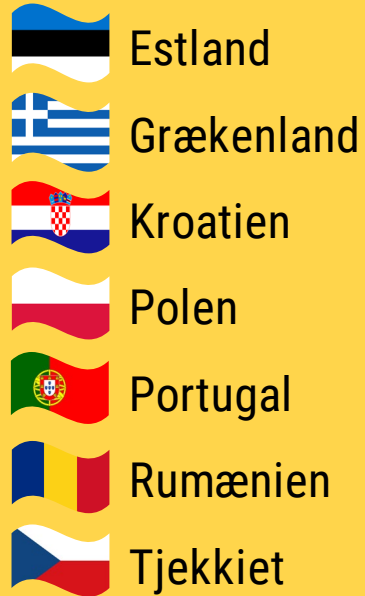 Estland
Grækenland
Kroatien
Polen
Portugal
Rumænien
Tjekkiet